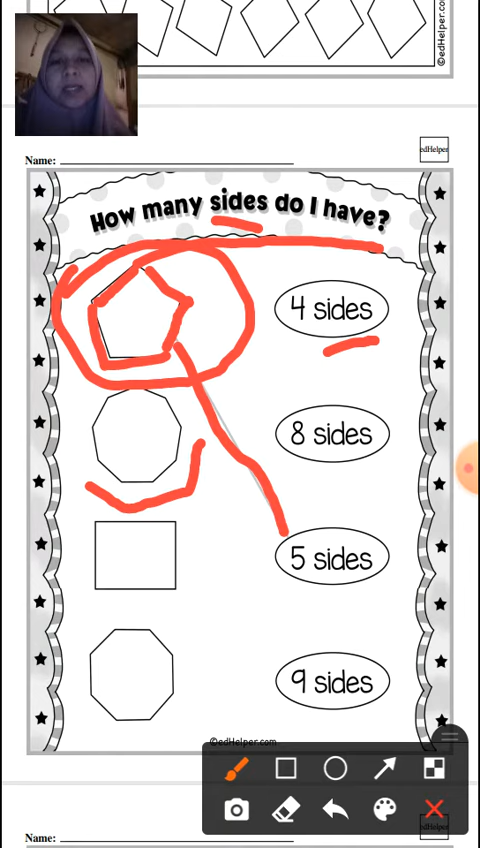 ©edHelper.com
Name:
edHelper
How many sides do I have?
4 sides
8 sides
5 sides
9 sides
©edHelper.com
edHelper
Name: